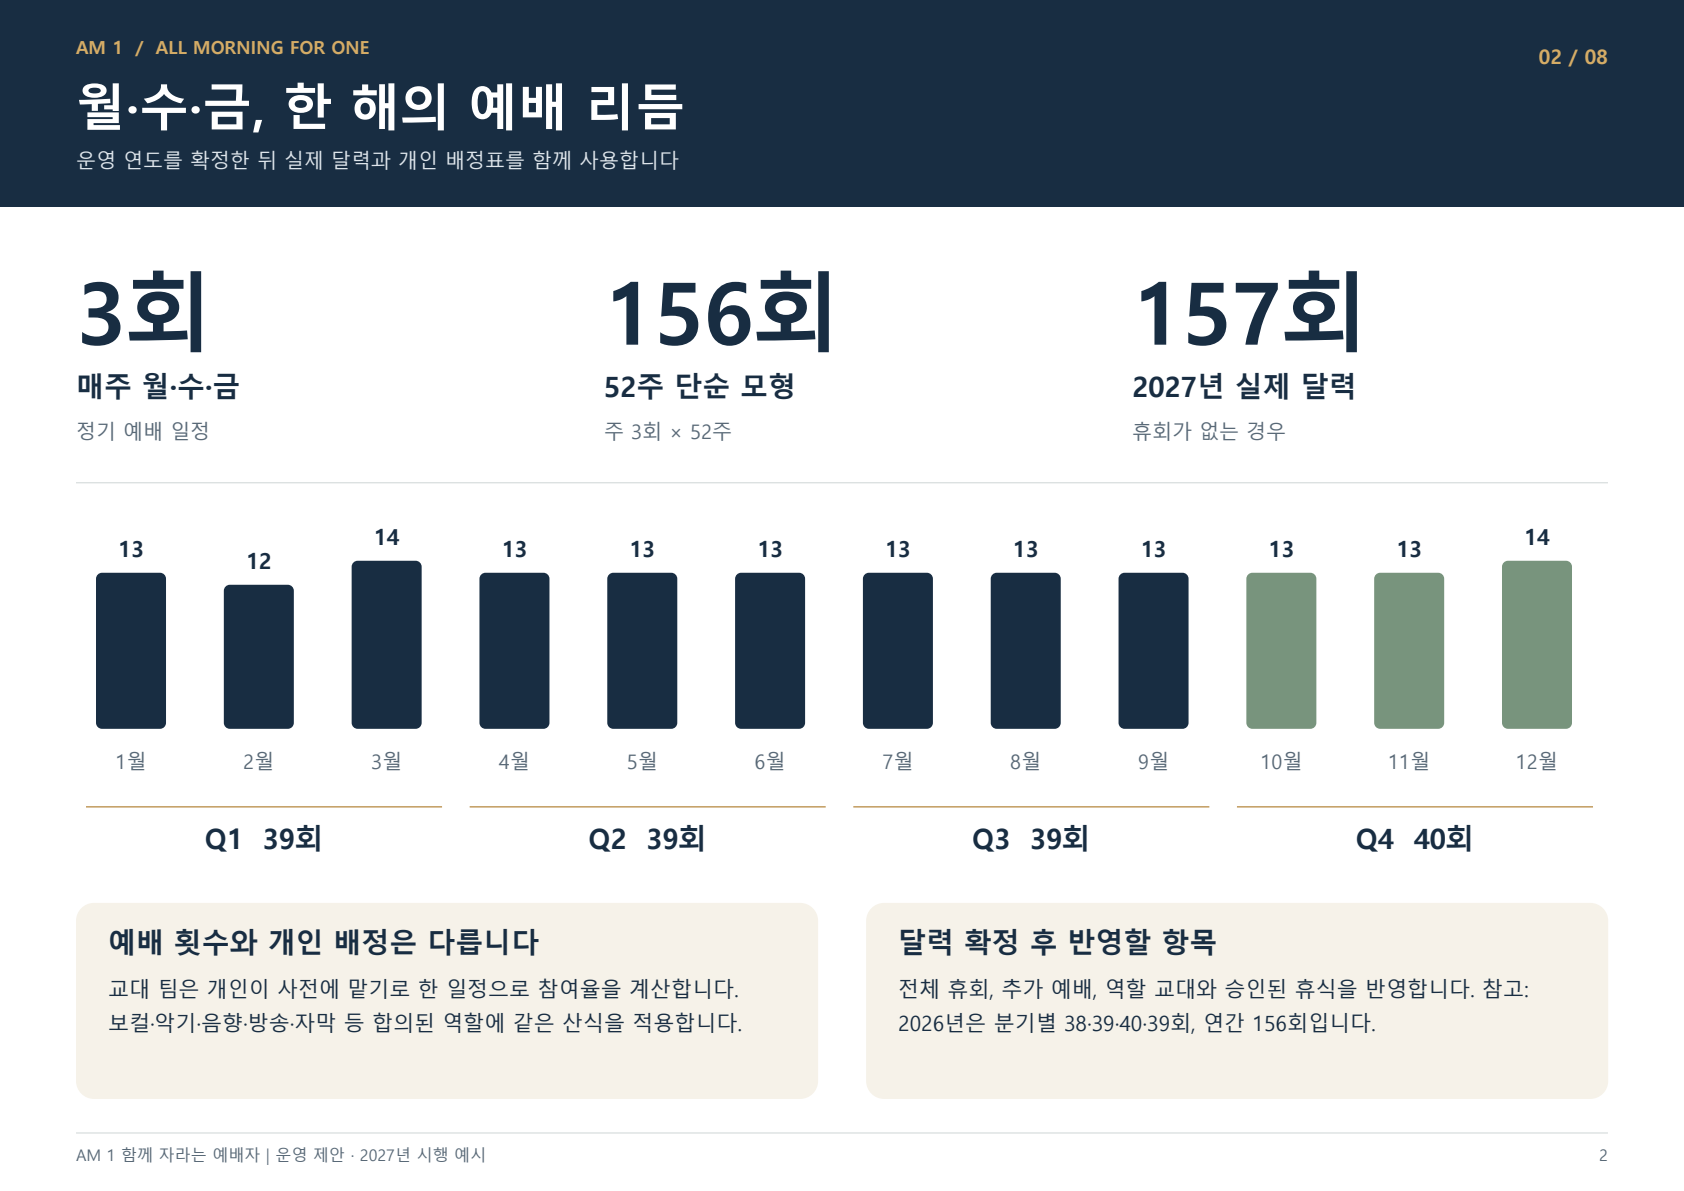 AM 1 / ALL MORNING FOR ONE
02 / 08
월·수·금, 한 해의 예배 리듬
운영 연도를 확정한 뒤 실제 달력과 개인 배정표를 함께 사용합니다
3회
156회
157회
매주 월·수·금
52주 단순 모형
2027년 실제 달력
정기 예배 일정
주 3회 × 52주
휴회가 없는 경우
13
12
14
13
13
13
13
13
13
13
13
14
1월
2월
3월
4월
5월
6월
7월
8월
9월
10월
11월
12월
Q1 39회
Q2 39회
Q3 39회
Q4 40회
예배 횟수와 개인 배정은 다릅니다
교대 팀은 개인이 사전에 맡기로 한 일정으로 참여율을 계산합니다.
보컬·악기·음향·방송·자막 등 합의된 역할에 같은 산식을 적용합니다.
달력 확정 후 반영할 항목
전체 휴회, 추가 예배, 역할 교대와 승인된 휴식을 반영합니다. 참고:
2026년은 분기별 38·39·40·39회, 연간 156회입니다.
AM 1 함께 자라는 예배자 | 운영 제안 · 2027년 시행 예시
2